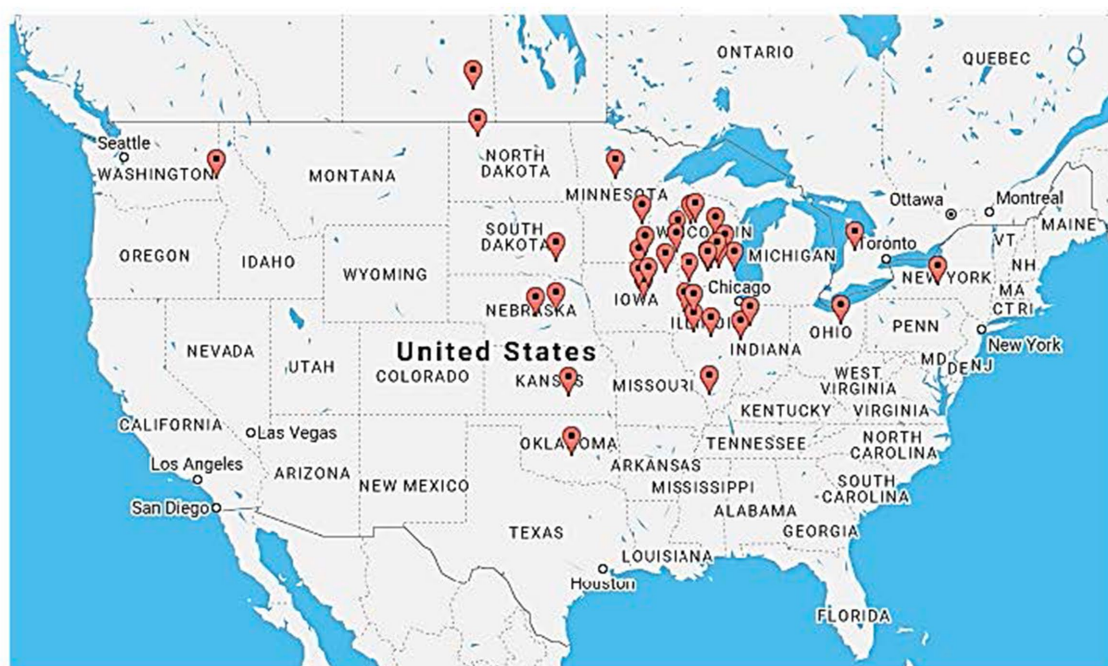 ONTARIO
QUEBEC
Seattle
WASHINGTON
MONTANA
NORTH
DAKOTA
MINNESOTA
Ottawa
Montreal
MAINE
OREGON
IDAHO
WYOMING
SOUTH
DAKOTA
MICHIGAN
Toronto
VT
NH
NEW YORK
MA
CT RI
Chicago
IOWA
NEBRASKA
OHIO
PENN
New York
NEVADA
UTAH
United States
COLORADO
INDIANA
KANSAS
MISSOURI
WEST
VIRGINIA
MD
DE
NJ
KENTUCKY
VIRGINIA
CALIFORNIA
Las Vegas
OKLAHOMA
TENNESSEE
NORTH
CAROLINA
Los Angeles
ARIZONA
NEW MEXICO
ARKANSAS
MISSISSIPPI
SOUTH
CAROLINA
San Diego
ALABAMA
GEORGIA
TEXAS
LOUISIANA
Houston
FLORIDA